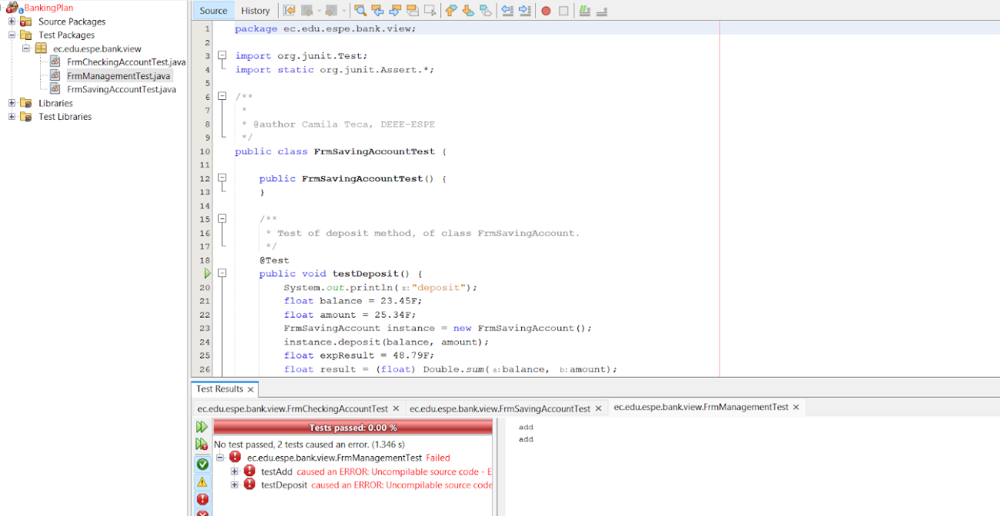 BankingPlan
Source Packages
Test Packages
ec.edu.espe.bank.view
FrmCheckingAccountTest.java
FrmManagementTest.java
FrmSavingAccountTest.java
Libraries
Test Libraries
Source History
1 package ec.edu.espe.bank.view;
2
3 import org.junit.Test;
4 import static org.junit.Assert.*;
5
6 /**
7 *
8 * @author Camila Teca, DEEE-ESPE
9 */
10 public class FrmSavingAccountTest {
11
12 public FrmSavingAccountTest() {
13 }
14
15 /**
16 * Test of deposit method, of class FrmSavingAccount.
17 */
18 @Test
public void testDeposit() {
20 System.out.println(x:"deposit");
21 float balance = 23.45F;
22 float amount = 25.34F;
23 FrmSavingAccount instance = new FrmSavingAccount();
24 instance.deposit(balance, amount);
25 float expResult = 48.79F;
26 float result = (float) Double.sum(a:balance, b:amount);
Test Results
ec.edu.espe.bank.view.FrmCheckingAccountTest ec.edu.espe.bank.view.FrmSavingAccountTest ec.edu.espe.bank.view.FrmManagementTest
Tests passed: 0.00 %
No test passed, 2 tests caused an error. (1.346 s)
ec.edu.espe.bank.view.FrmManagementTest Failed
testAdd caused an ERROR: Uncompilable source code - E
testDeposit caused an ERROR: Uncompilable source code
add
add